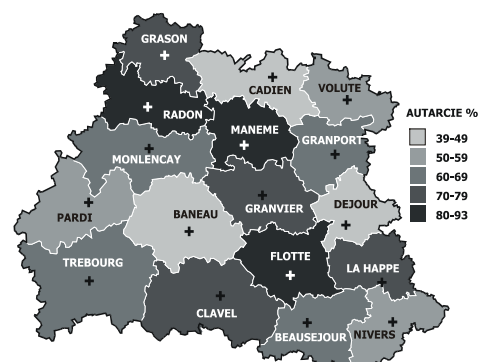 GRASON
CADIEN
VOLUTE
AUTARCIE %
RADON
39-49
MANEME
50-59
GRANPORT
60-69
MONLENCAY
70-79
80-93
PARDI
BANEAU
GRANVIER
DEJOUR
TREBOURG
FLOTTE
LA HAPPE
CLAVEL
BEAUSEJOUR
NIVERS